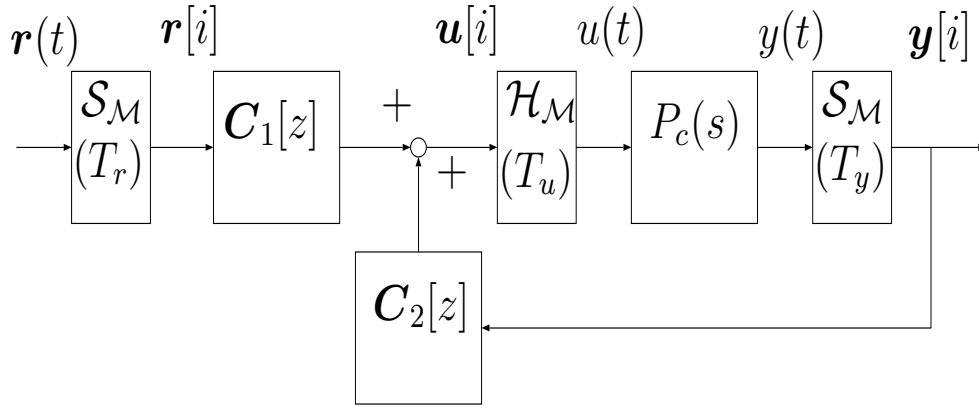 r(t) r[i] u[i] u(t) y(t) y[i]
𝒮_ℳ (T_r)
C_1[z]
+
+
ℋ_ℳ (T_u)
P_c(s)
𝒮_ℳ (T_y)
C_2[z]